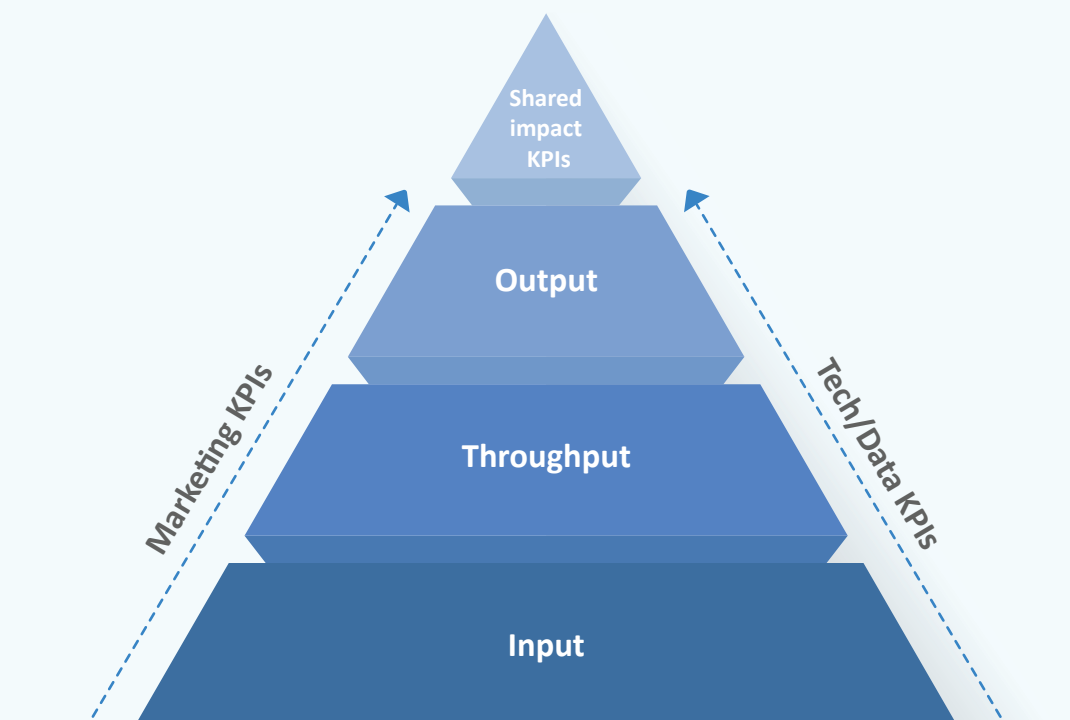 Shared
impact
KPIs
Output
Throughput
Input
Marketing KPIs
Tech/Data KPIs